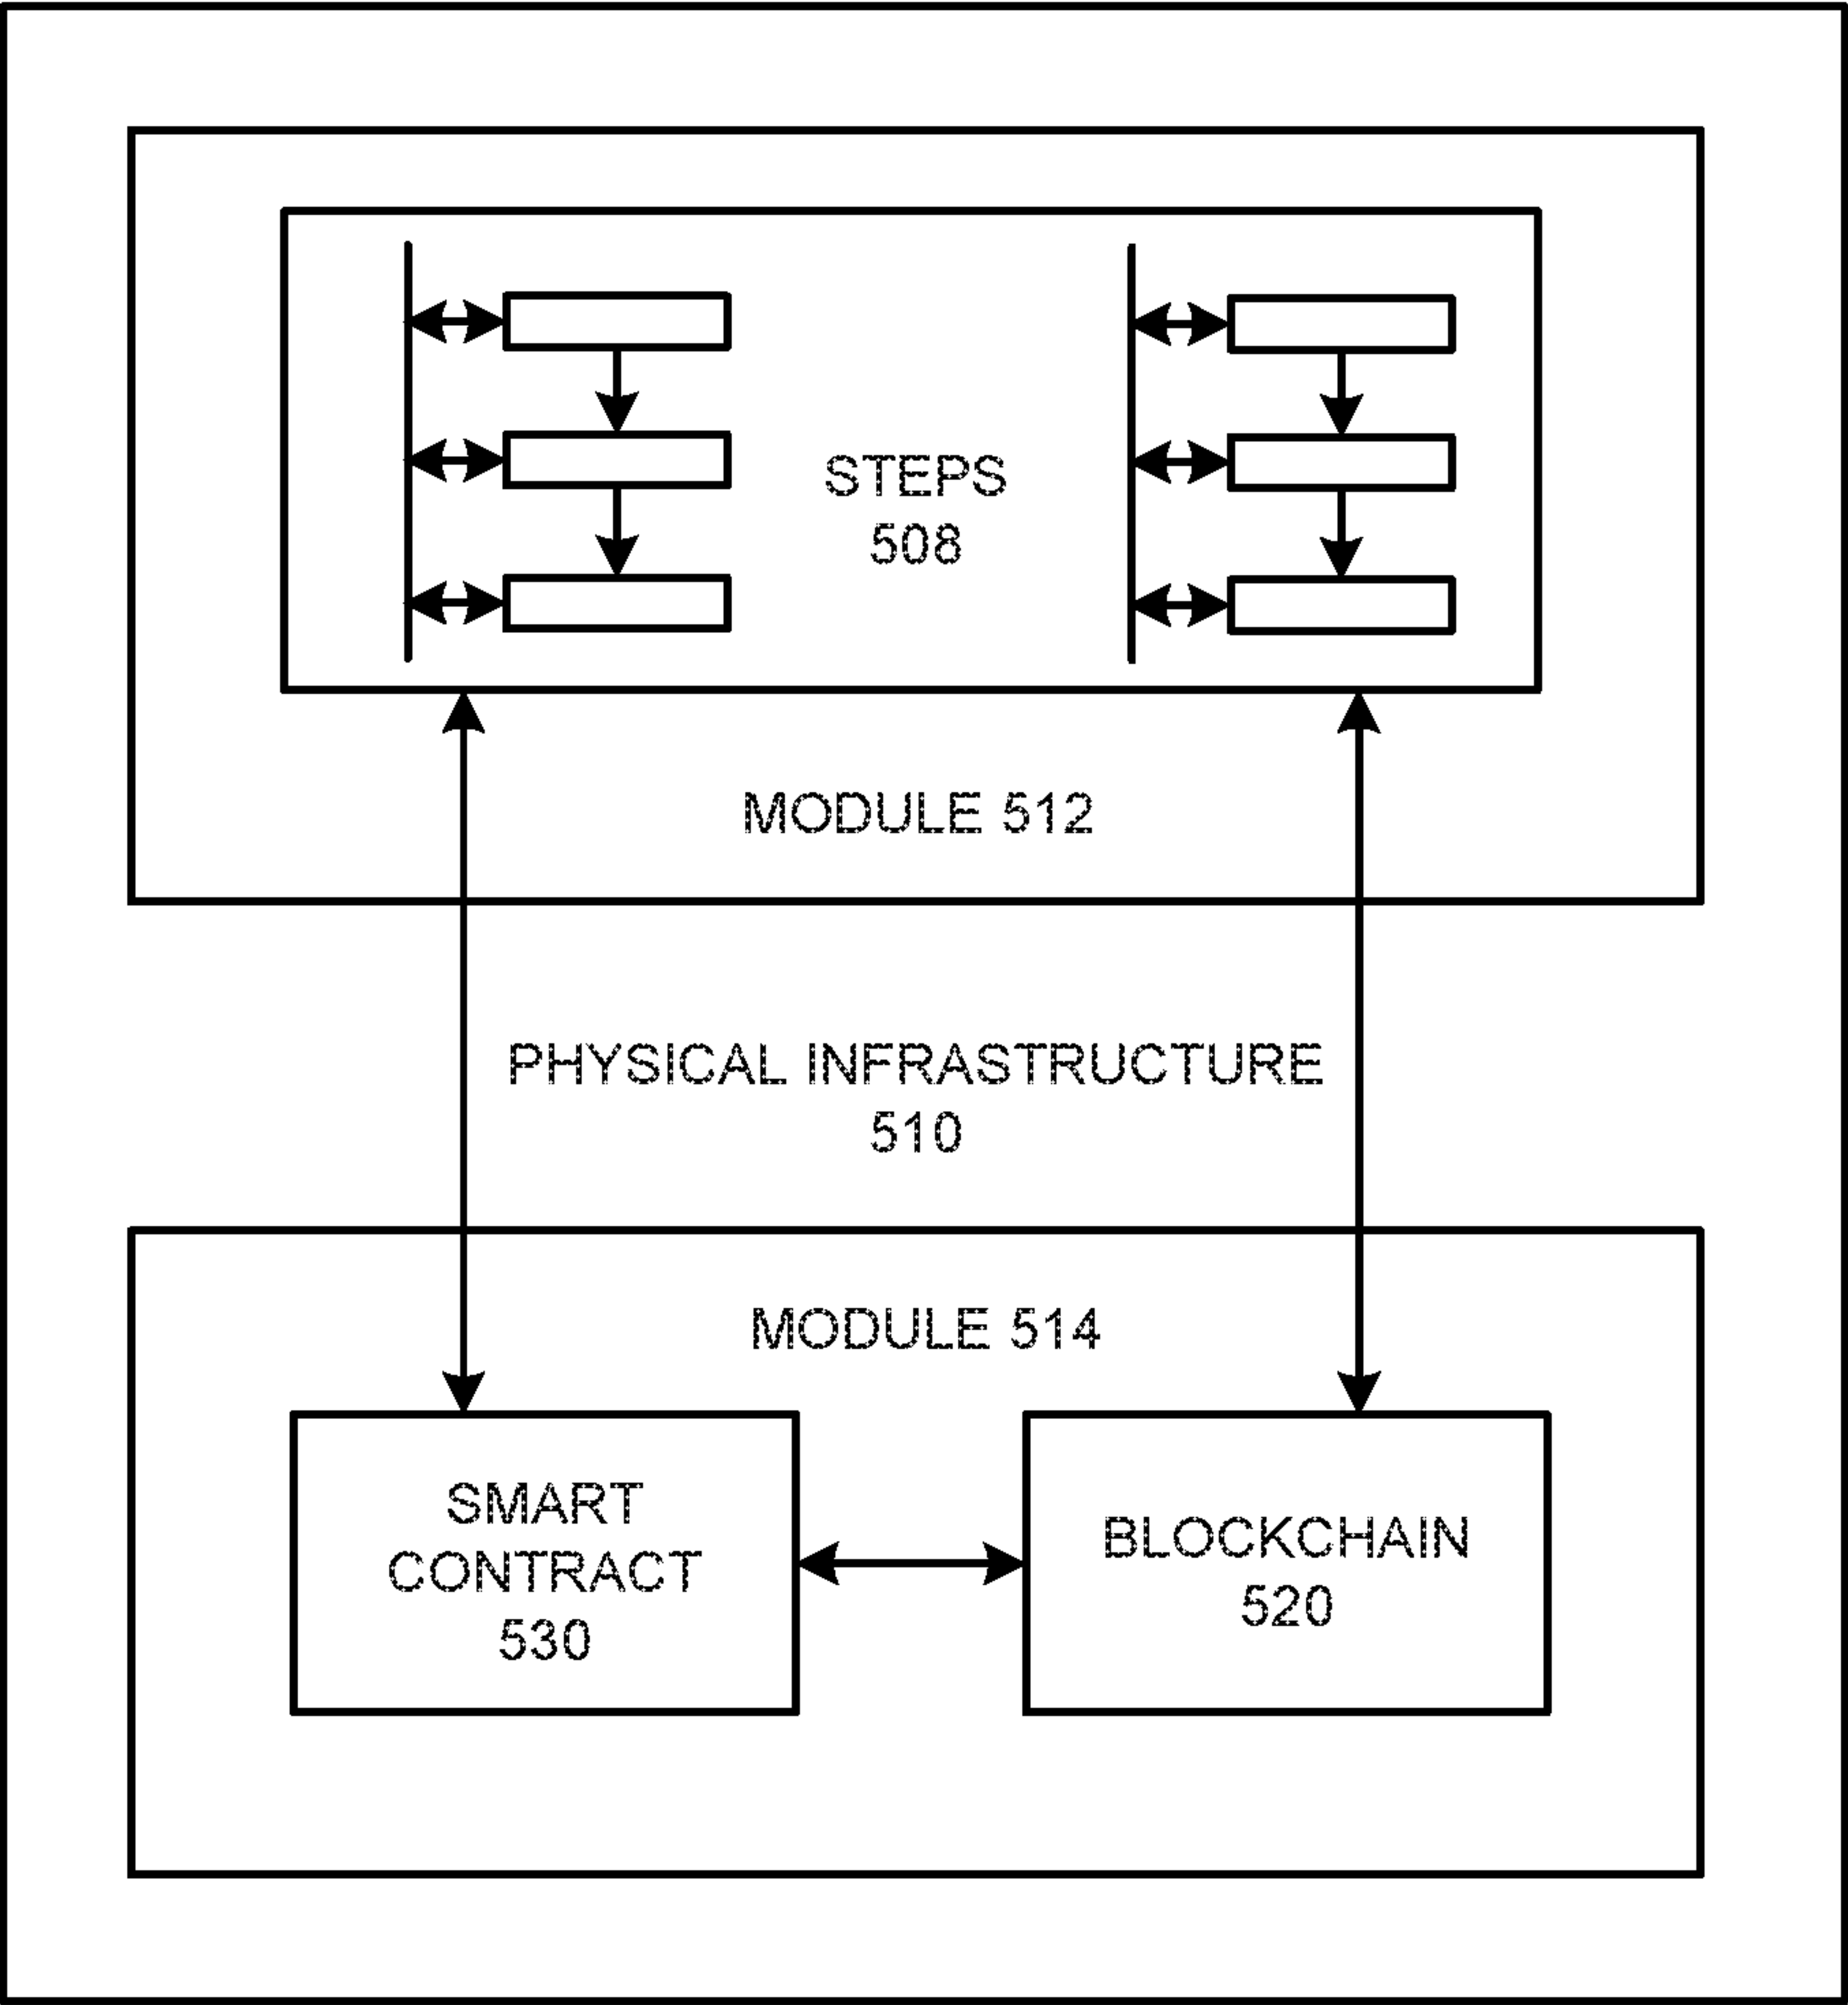 STEPS
508
MODULE 512
PHYSICAL INFRASTRUCTURE
510
MODULE 514
SMART
CONTRACT
530
BLOCKCHAIN
520